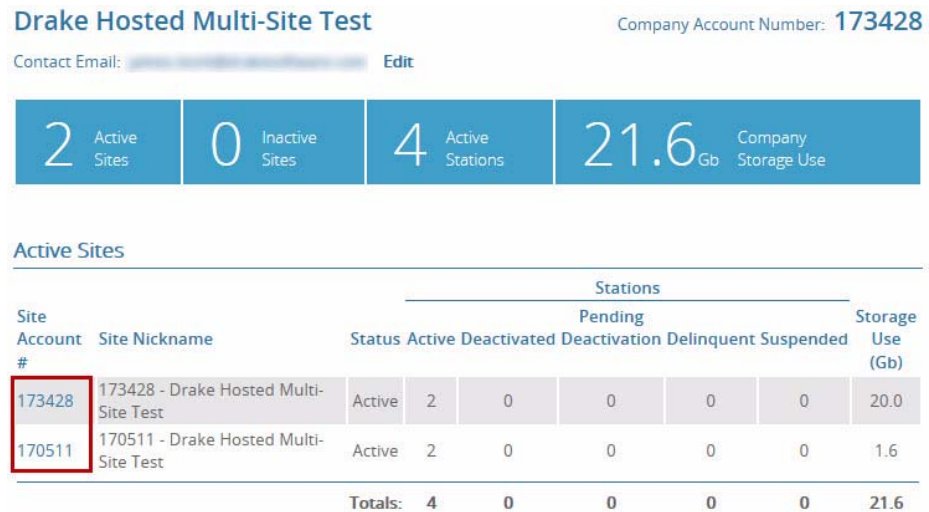 Drake Hosted Multi-Site Test
Company Account Number: 173428
Contact Email:
Edit
2 Active Sites
0 Inactive Sites
4 Active Stations
21.6 Gb Company Storage Use
Active Sites
Stations
Site Account # Site Nickname Status Active Deactivated Pending Deactivation Delinquent Suspended Storage Use (Gb)
173428 173428 - Drake Hosted Multi-Site Test Active 2 0 0 0 0 20.0
170511 170511 - Drake Hosted Multi-Site Test Active 2 0 0 0 0 1.6
Totals: 4 0 0 0 0 21.6